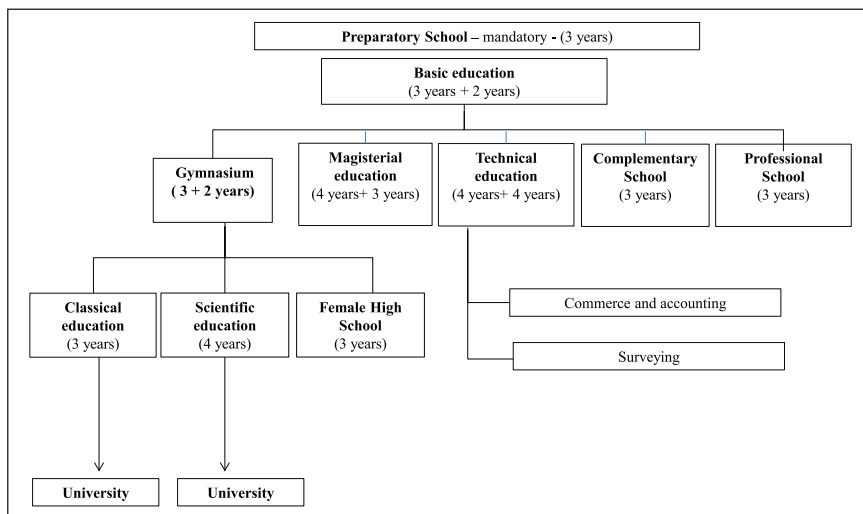 Preparatory School – mandatory - (3 years)
Basic education
(3 years + 2 years)
Gymnasium
( 3 + 2 years)
Magisterial
education
(4 years+ 3 years)
Technical
education
(4 years+ 4 years)
Complementary
School
(3 years)
Professional
School
(3 years)
Classical
education
(3 years)
Scientific
education
(4 years)
Female High
School
(3 years)
Commerce and accounting
Surveying
University
University